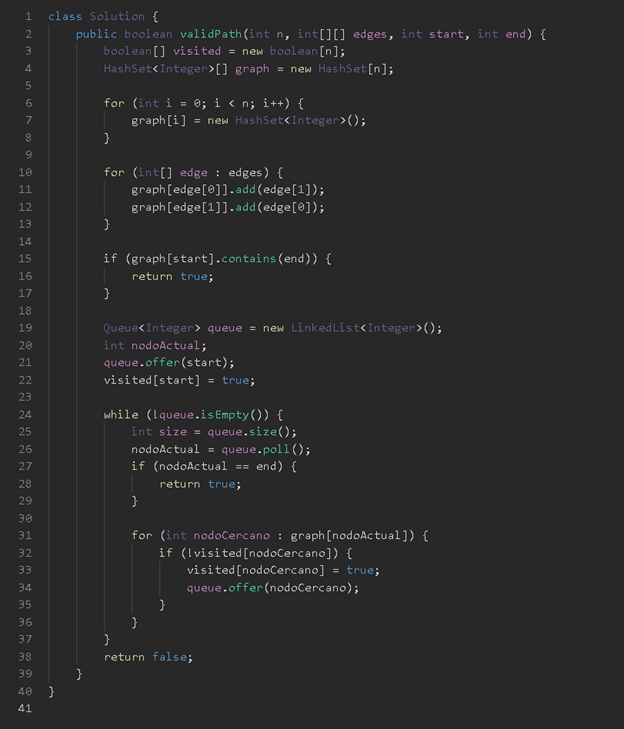 1 class Solution {
2 public boolean validPath(int n, int[][] edges, int start, int end) {
3 boolean[] visited = new boolean[n];
4 HashSet<Integer>[] graph = new HashSet[n];
5
6 for (int i = 0; i < n; i++) {
7 graph[i] = new HashSet<Integer>();
8 }
9
10 for (int[] edge : edges) {
11 graph[edge[0]].add(edge[1]);
12 graph[edge[1]].add(edge[0]);
13 }
14
15 if (graph[start].contains(end)) {
16 return true;
17 }
18
19 Queue<Integer> queue = new LinkedList<Integer>();
20 int nodoActual;
21 queue.offer(start);
22 visited[start] = true;
23
24 while (!queue.isEmpty()) {
25 int size = queue.size();
26 nodoActual = queue.poll();
27 if (nodoActual == end) {
28 return true;
29 }
30
31 for (int nodoCercano : graph[nodoActual]) {
32 if (!visited[nodoCercano]) {
33 visited[nodoCercano] = true;
34 queue.offer(nodoCercano);
35 }
36 }
37 }
38 return false;
39 }
40 }
41